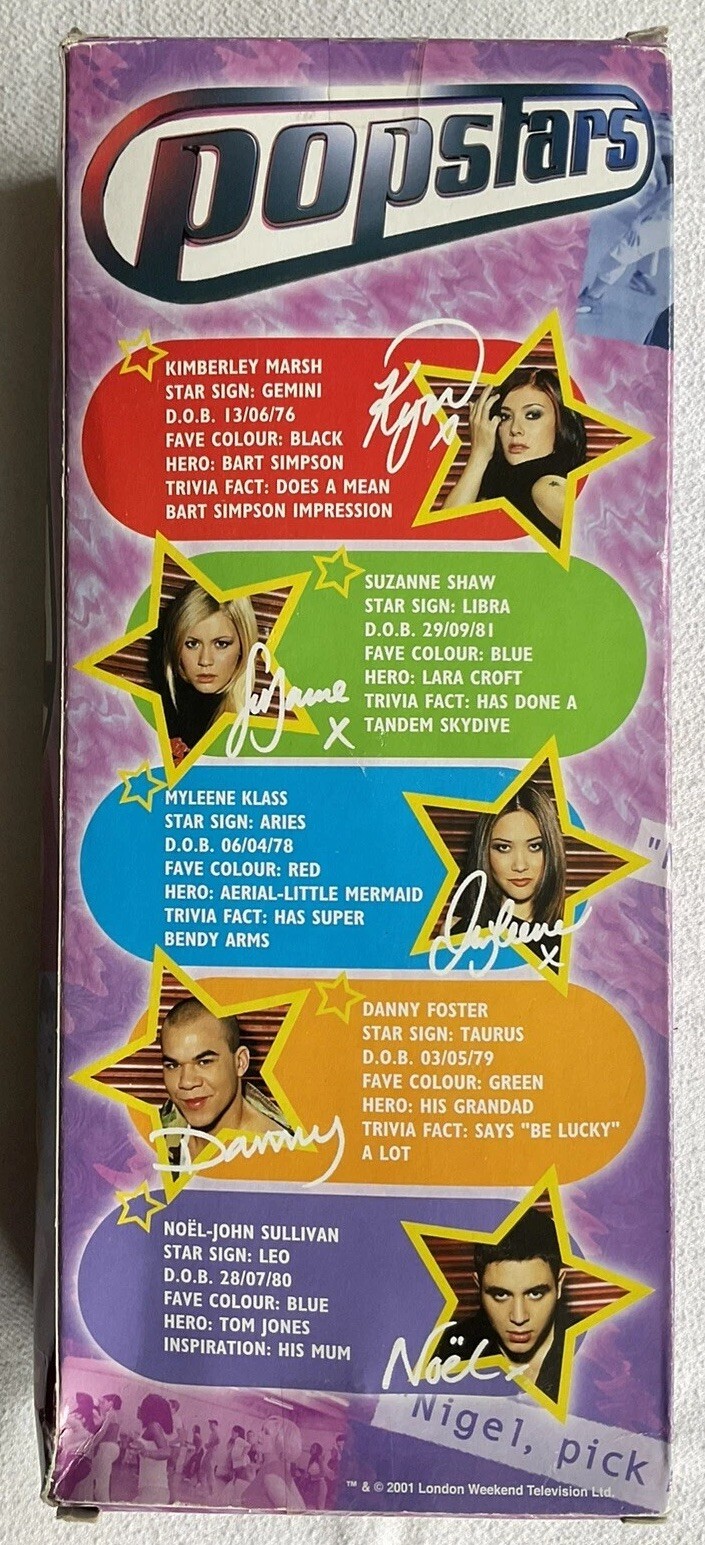 popstars
KIMBERLEY MARSH
STAR SIGN: GEMINI
D.O.B. 13/06/76
FAVE COLOUR: BLACK
HERO: BART SIMPSON
TRIVIA FACT: DOES A MEAN
BART SIMPSON IMPRESSION
Kym x
SUZANNE SHAW
STAR SIGN: LIBRA
D.O.B. 29/09/81
FAVE COLOUR: BLUE
HERO: LARA CROFT
TRIVIA FACT: HAS DONE A
TANDEM SKYDIVE
Suzanne
x
MYLEENE KLASS
STAR SIGN: ARIES
D.O.B. 06/04/78
FAVE COLOUR: RED
HERO: AERIAL-LITTLE MERMAID
TRIVIA FACT: HAS SUPER
BENDY ARMS
Myleene
x
DANNY FOSTER
STAR SIGN: TAURUS
D.O.B. 03/05/79
FAVE COLOUR: GREEN
HERO: HIS GRANDAD
TRIVIA FACT: SAYS "BE LUCKY"
A LOT
Danny
NOËL-JOHN SULLIVAN
STAR SIGN: LEO
D.O.B. 28/07/80
FAVE COLOUR: BLUE
HERO: TOM JONES
INSPIRATION: HIS MUM
Noël x
Nigel, pick
™ & © 2001 London Weekend Television Ltd.